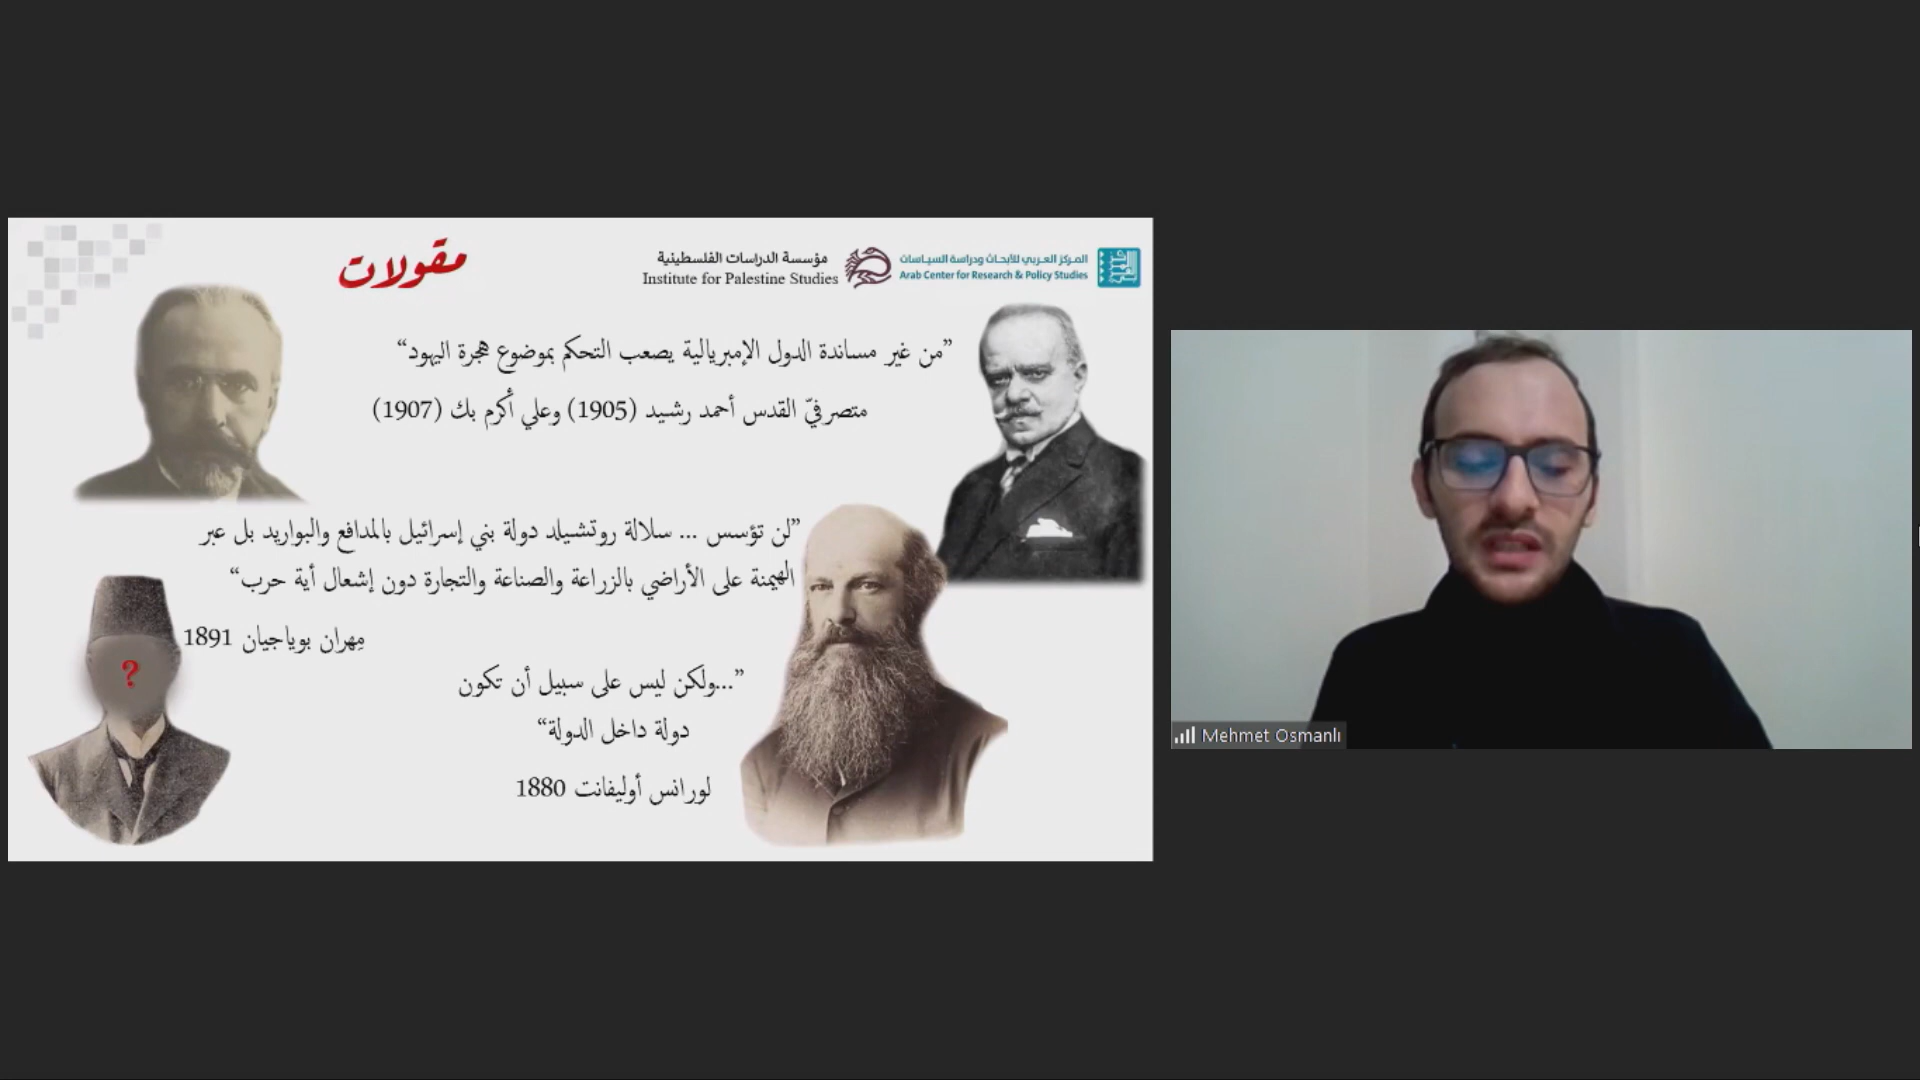 مقولات
مؤسسة الدراسات الفلسطينية
Institute for Palestine Studies
المركز العربي للأبحاث ودراسة السياسات
Arab Center for Research & Policy Studies
”من غير مساندة الدول الإمبريالية يصعب التحكم بموضوع هجرة اليهود“
متصرفيّ القدس أحمد رشيد (1905) وعلي أكرم بك (1907)
”لن تؤسس ... سلالة روتشيلد دولة بني إسرائيل بالمدافع والبواريد بل عبر
الهيمنة على الأراضي بالزراعة والصناعة والتجارة دون إشعال أية حرب“
مِهران بوياجيان 1891
?
”...ولكن ليس على سبيل أن تكون
دولة داخل الدولة“
لورانس أوليفانت 1880
Mehmet Osmanlı